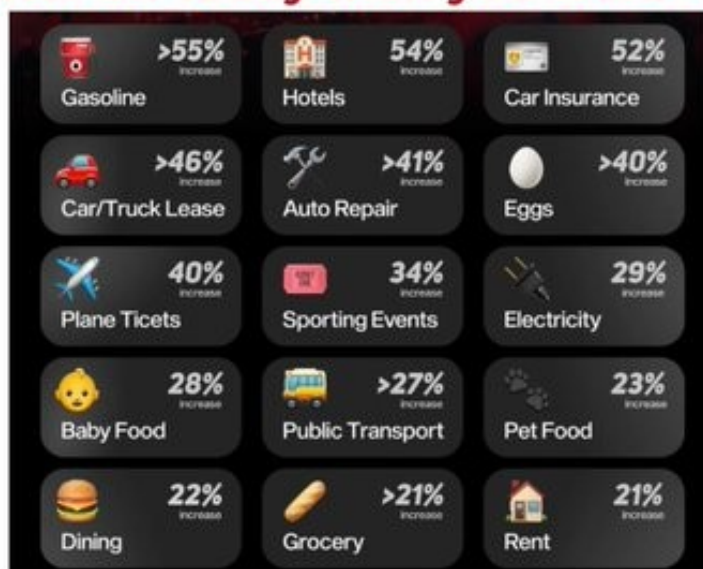 >55%
increase
Gasoline
54%
increase
Hotels
52%
increase
Car Insurance
>46%
increase
Car/Truck Lease
>41%
increase
Auto Repair
>40%
increase
Eggs
40%
increase
Plane Ticets
34%
increase
Sporting Events
29%
increase
Electricity
28%
increase
Baby Food
>27%
increase
Public Transport
23%
increase
Pet Food
22%
increase
Dining
>21%
increase
Grocery
21%
increase
Rent